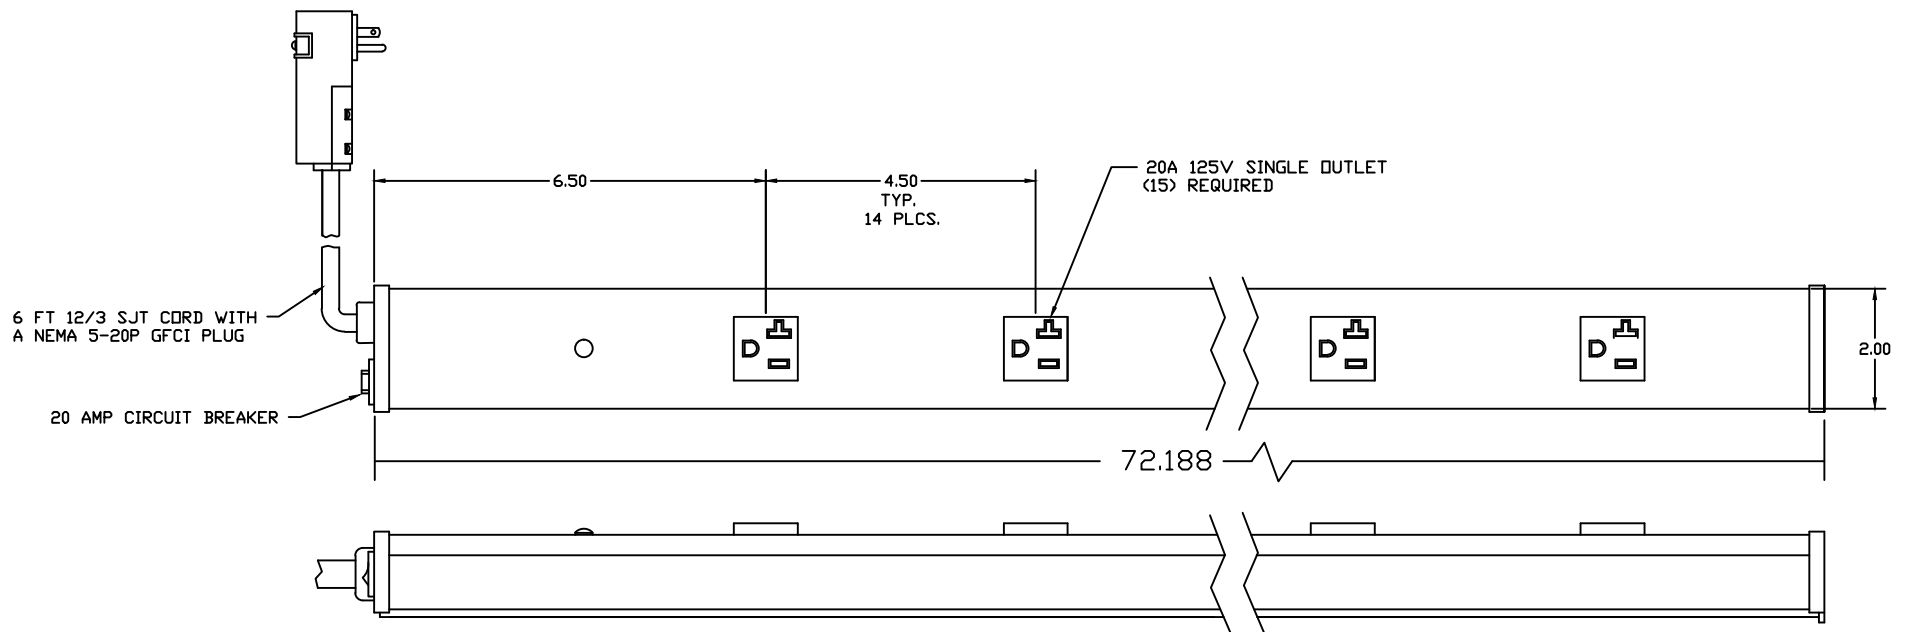 20A 125V SINGLE OUTLET
(15) REQUIRED
6.50
4.50
TYP.
14 PLCS.
6 FT 12/3 SJT CORD WITH
A NEMA 5-20P GFCI PLUG
2.00
20 AMP CIRCUIT BREAKER
72.188